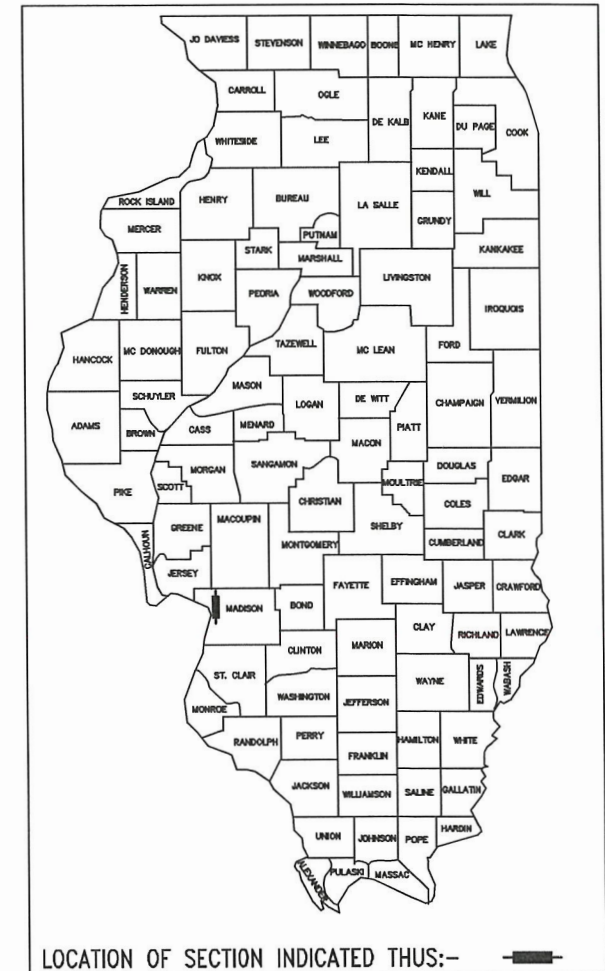 JO DAVIESS STEVENSON WINNEBAGO BOONE MC HENRY LAKE
CARROLL OGLE
DE KALB KANE DU PAGE COOK
WHITESIDE LEE
KENDALL WILL
ROCK ISLAND HENRY BUREAU LA SALLE
GRUNDY
MERCER PUTNAM
STARK MARSHALL KANKAKEE
HENDERSON WARREN KNOX PEORIA WOODFORD LIVINGSTON
IROQUOIS
HANCOCK MC DONOUGH FULTON TAZEWELL MC LEAN FORD
MASON
SCHUYLER LOGAN DE WITT CHAMPAIGN VERMILION
ADAMS BROWN CASS MENARD PIATT
MACON
MORGAN SANGAMON DOUGLAS
PIKE SCOTT CHRISTIAN MOULTRIE EDGAR
COLES
GREENE MACOUPIN SHELBY
CALHOUN MONTGOMERY CUMBERLAND CLARK
JERSEY FAYETTE EFFINGHAM JASPER CRAWFORD
MADISON BOND
CLAY RICHLAND LAWRENCE
CLINTON MARION
ST. CLAIR WAYNE EDWARDS WABASH
WASHINGTON JEFFERSON
MONROE
RANDOLPH PERRY HAMILTON WHITE
FRANKLIN
JACKSON WILLIAMSON SALINE GALLATIN
UNION JOHNSON POPE HARDIN
ALEXANDER PULASKI MASSAC
LOCATION OF SECTION INDICATED THUS:-